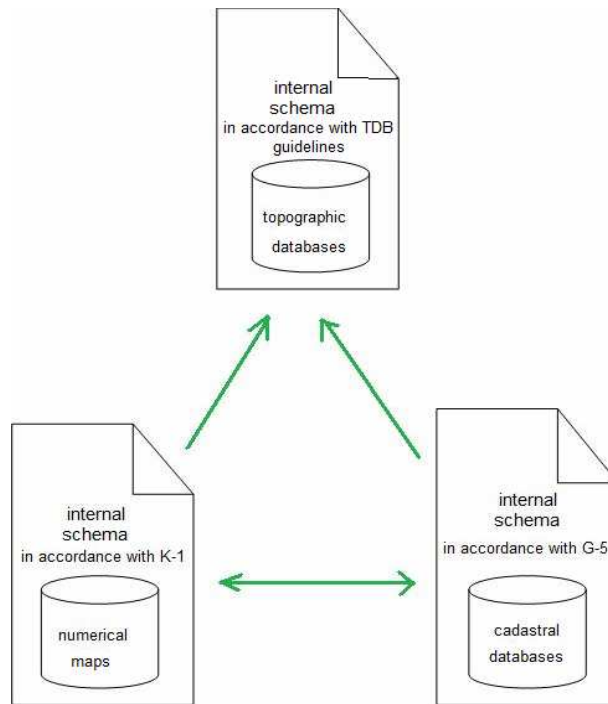 internal
schema
in accordance with TDB
guidelines
topographic
databases
internal
schema
in accordance with K-1
numerical
maps
internal
schema
in accordance with G-5
cadastral
databases